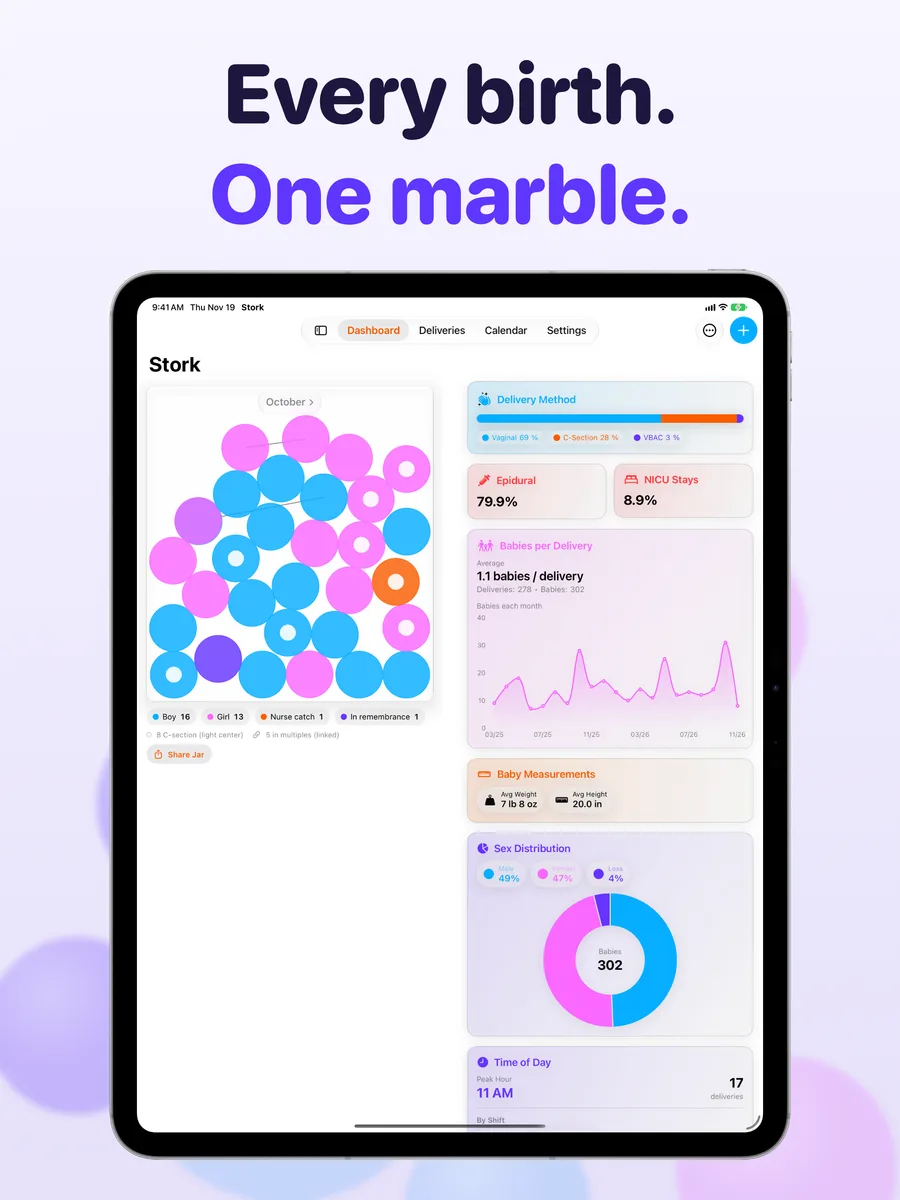 Every birth.
One marble.
9:41 AM Thu Nov 19 Stork
Dashboard Deliveries Calendar Settings
Stork
October >
Boy 16 Girl 13 Nurse catch 1 In remembrance 1
8 C-section (light center) 5 in multiples (linked)
Share Jar
Delivery Method
Vaginal 69 % C-Section 28 % VBAC 3 %
Epidural
79.9%
NICU Stays
8.9%
Babies per Delivery
Average
1.1 babies / delivery
Deliveries: 278 • Babies: 302
Babies each month
40
30
20
10
0
03/25 07/25 11/25 03/26 07/26 11/26
Baby Measurements
Avg Weight
7 lb 8 oz
Avg Height
20.0 in
Sex Distribution
Male
49%
Female
47%
Loss
4%
Babies
302
Time of Day
Peak Hour
11 AM
17
deliveries
By Shift